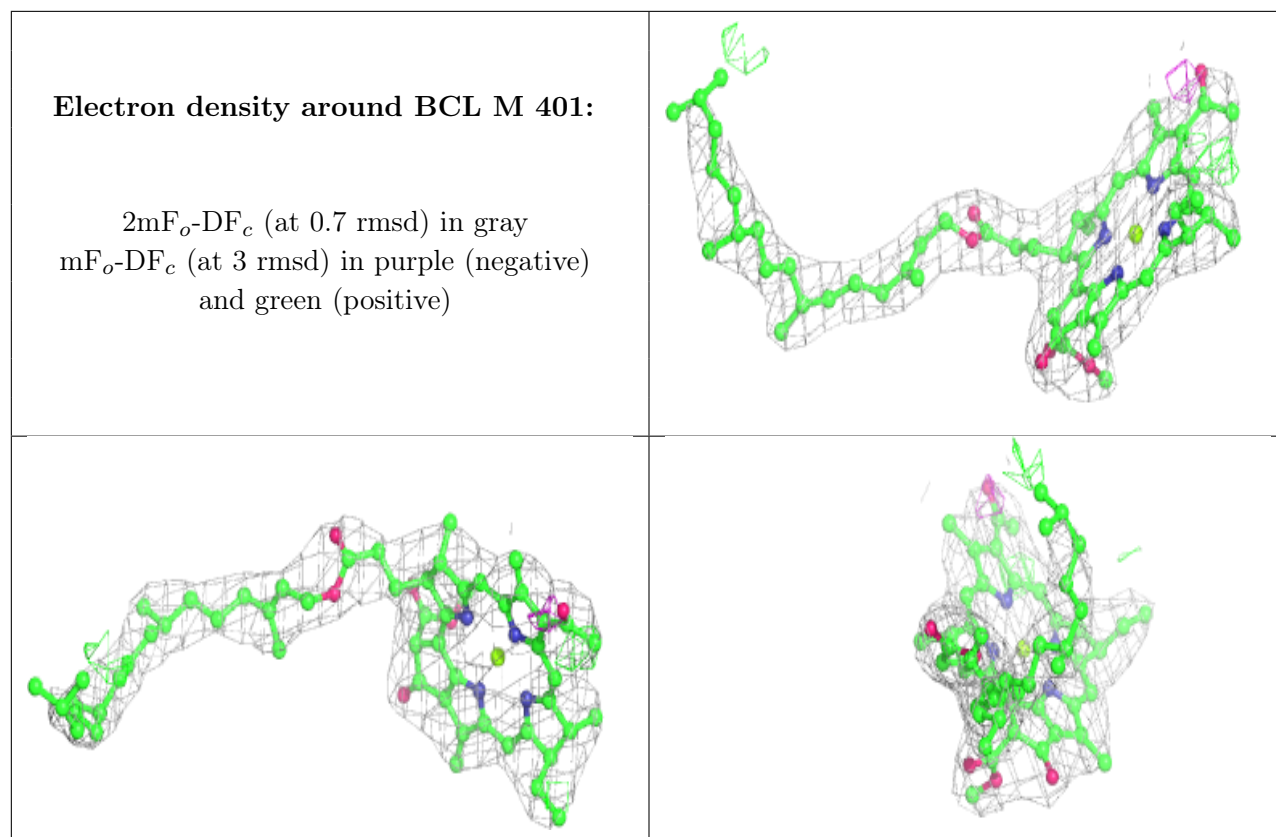 Electron density around BCL M 401:
2mFo-DFc (at 0.7 rmsd) in gray
mFo-DFc (at 3 rmsd) in purple (negative)
and green (positive)